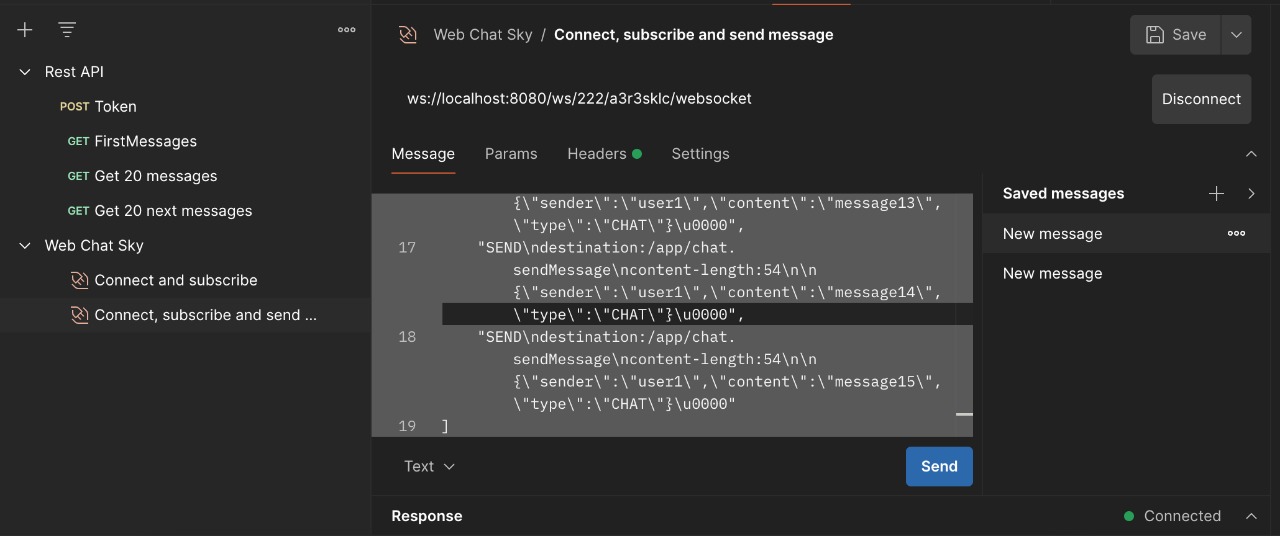 Rest API
POST Token
GET FirstMessages
GET Get 20 messages
GET Get 20 next messages
Web Chat Sky
Connect and subscribe
Connect, subscribe and send ...
Web Chat Sky / Connect, subscribe and send message
Save
ws://localhost:8080/ws/222/a3r3sklc/websocket
Disconnect
Message Params Headers Settings
{\"sender\":\"user1\",\"content\":\"message13\",
\"type\":\"CHAT\"}\u0000",
17 "SEND\ndestination:/app/chat.
sendMessage\ncontent-length:54\n\n
{\"sender\":\"user1\",\"content\":\"message14\",
\"type\":\"CHAT\"}\u0000",
18 "SEND\ndestination:/app/chat.
sendMessage\ncontent-length:54\n\n
{\"sender\":\"user1\",\"content\":\"message15\",
\"type\":\"CHAT\"}\u0000"
19 ]
Saved messages
New message
New message
Text
Send
Response
Connected